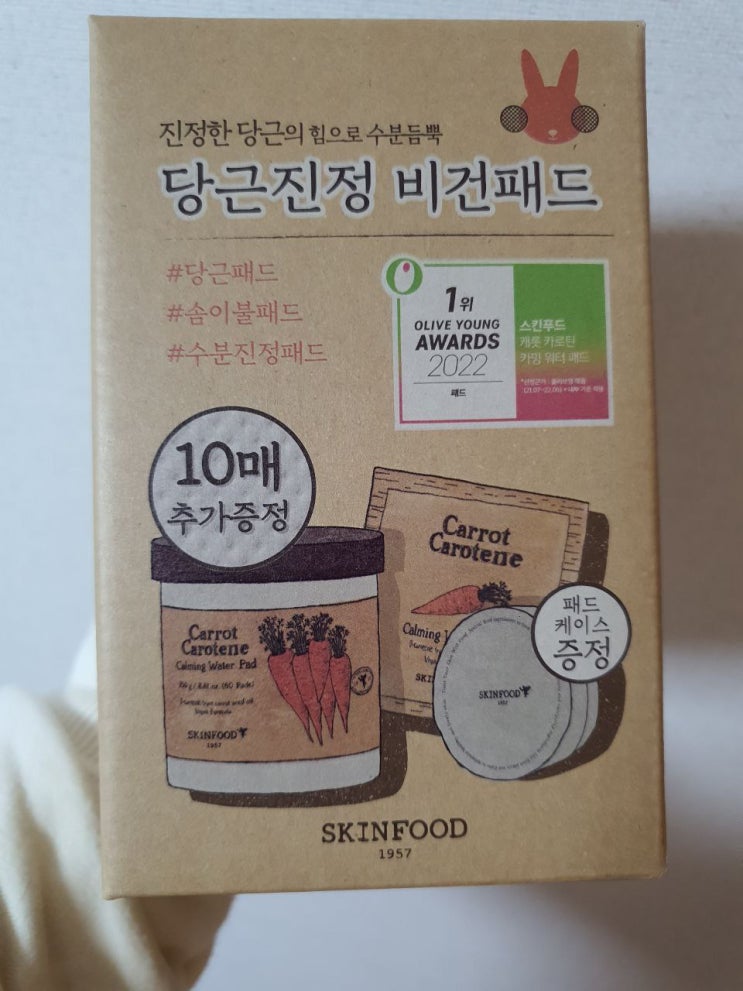 진정한 당근의 힘으로 수분듬뿍
당근진정 비건패드
#당근패드
#솜이불패드
#수분진정패드
1위
OLIVE YOUNG
AWARDS
2022
패드
스킨푸드
캐롯 카로틴
카밍 워터 패드
10매
추가증정
Carrot
Carotene
Calming Water Pad
SKINFOOD
1957
Carrot
Carotene
Calming
패드
케이스
증정
SKINFOOD
1957
SKINFOOD
1957